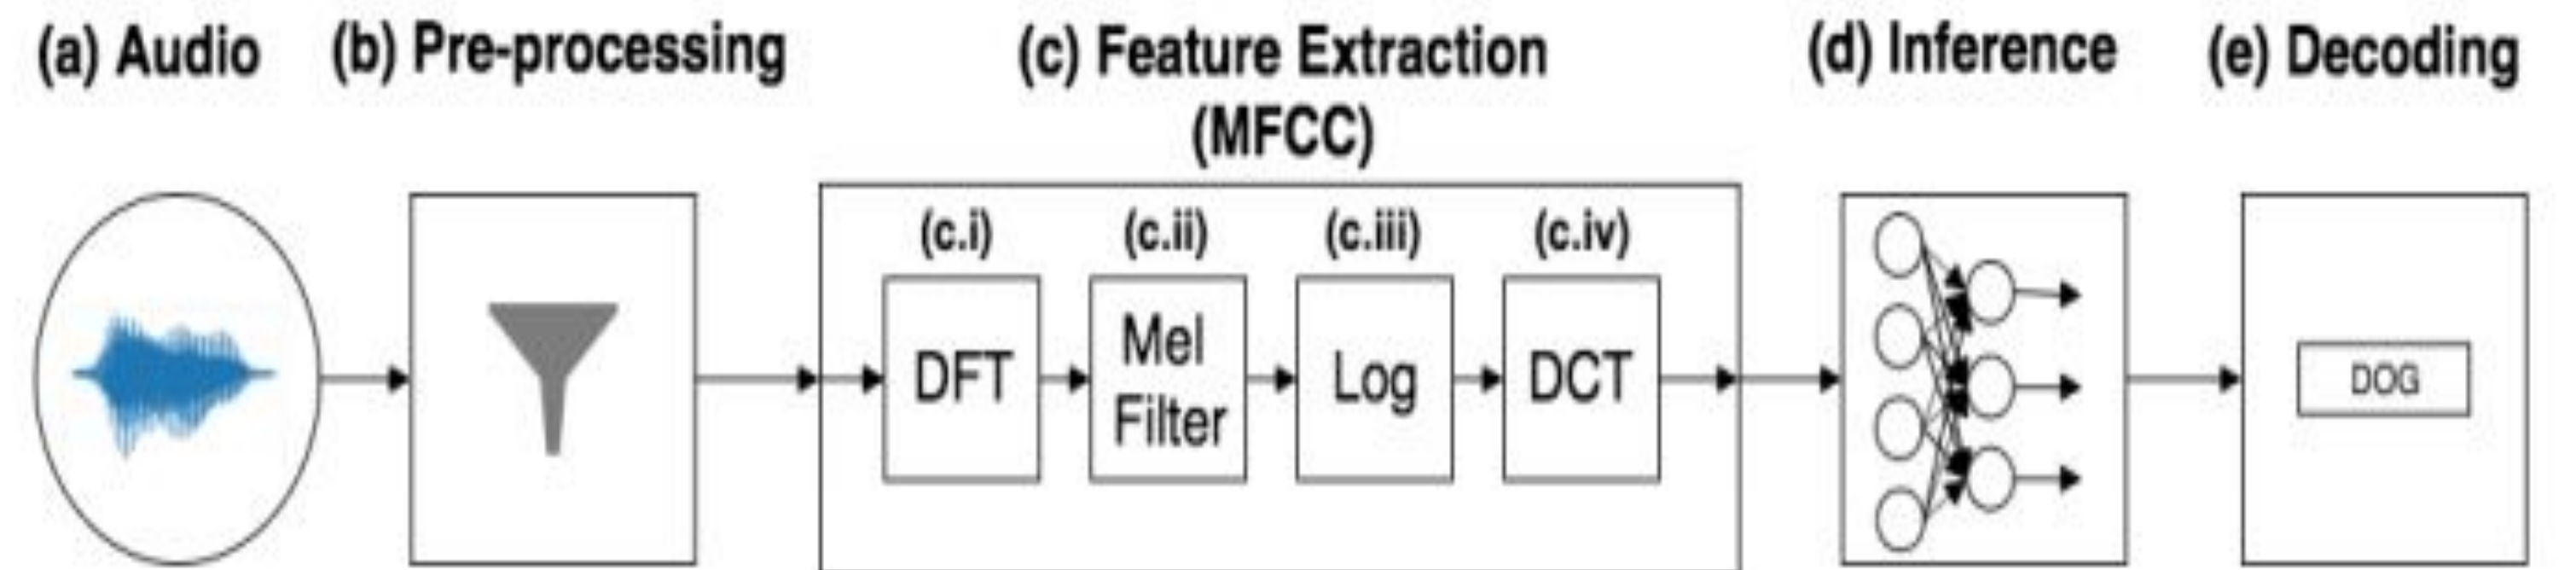 (a) Audio
(b) Pre-processing
(c) Feature Extraction
(MFCC)
(d) Inference
(e) Decoding
(c.i)
(c.ii)
(c.iii)
(c.iv)
DFT
Mel
Filter
Log
DCT
DOG